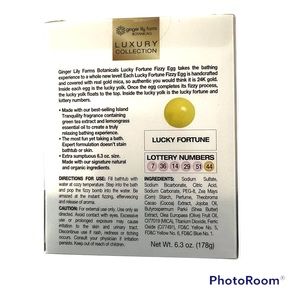 ginger lily farms
BOTANICALS
LUXURY
COLLECTION
Ginger Lily Farms Botanicals Lucky Fortune Fizzy Egg takes the bathing
experience to a whole new level! Each Lucky Fortune Egg is handcrafted
and covered with real gold mica, so authentic you think it is 24K gold.
Inside each egg is the lucky yolk. Once the egg completes its fizzy process,
the lucky yolk floats to the top. Inside the yolk is lucky fortune and
lottery numbers.
• Made with our best-selling Island
Tranquility fragrance containing
green tea extract and lemongrass
essential oil to create a truly
relaxing bathing experience.
• The most fun yet taking a bath.
Expert formulation doesn't stain
bathtub or skin.
• Extra sumptuous 6.3 oz. size.
Made with our signature natural
and organic ingredients.
LUCKY FORTUNE
LOTTERY NUMBERS
7 36 14 29 51 44
DIRECTIONS FOR USE: Fill bathtub with
water at cozy temperature. Step into the bath
and drop the fizzy egg into the water. Be
amazed at the instant fizzing, effervescing
and release of aroma.
CAUTION: For external use only. Use only as
directed. Avoid contact with eyes. Excessive
use or prolonged exposure may cause
irritation to the skin and urinary tract.
Discontinue use if rash, redness or itching
occurs. Consult your physician if irritation
persists. Keep out of reach of children.
INGREDIENTS: Sodium Sulfate,
Sodium Bicarbonate, Citric Acid,
Sodium Carbonate, PEG-8, Zea Mays
(Corn) Starch, Perfume, Theobroma
Cacao (Cocoa) Extract, Jojoba Oil,
Butyrospermum Parkii (Shea Butter)
Extract, Olea Europaea (Olive) Fruit Oil,
CI77019 (MICA), Titanium Dioxide, Ferric
Oxide (C77491), FD&C Yellow No. 5,
FD&C Yellow No. 6, FD&C Blue No. 1.
Net Wt. 6.3 oz. (178g)
PhotoRoom